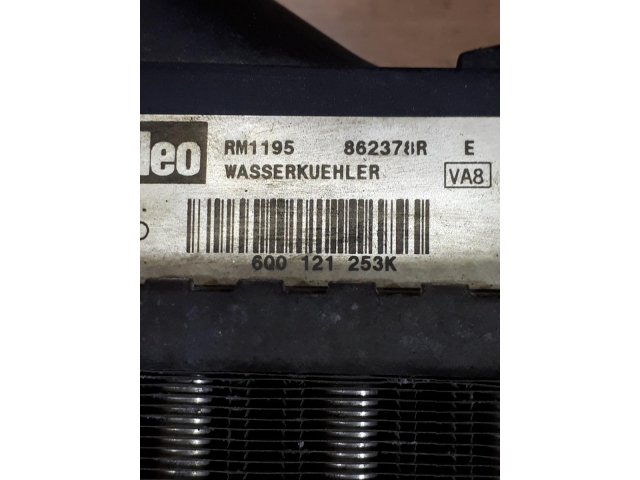 leo RM1195 862378R E
WASSERKUEHLER VA8
6Q0 121 253K